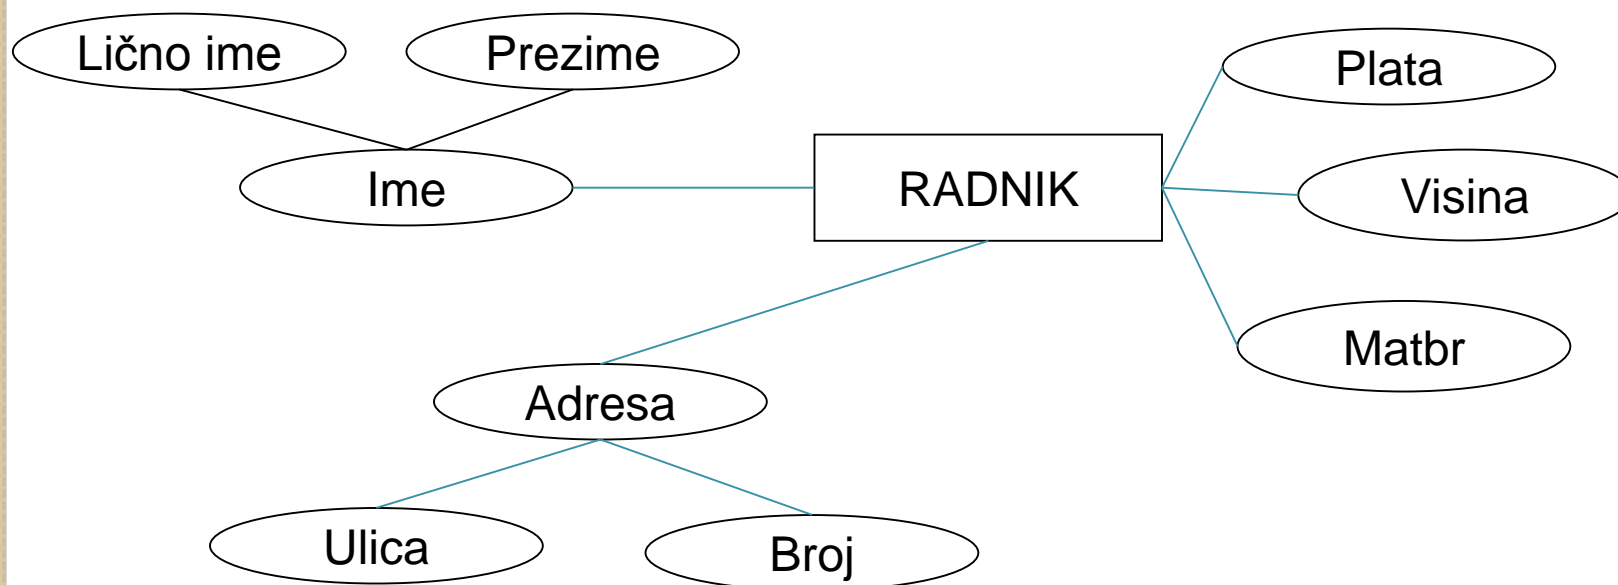 Lično ime
Prezime
Plata
Ime
RADNIK
Visina
Matbr
Adresa
Ulica
Broj